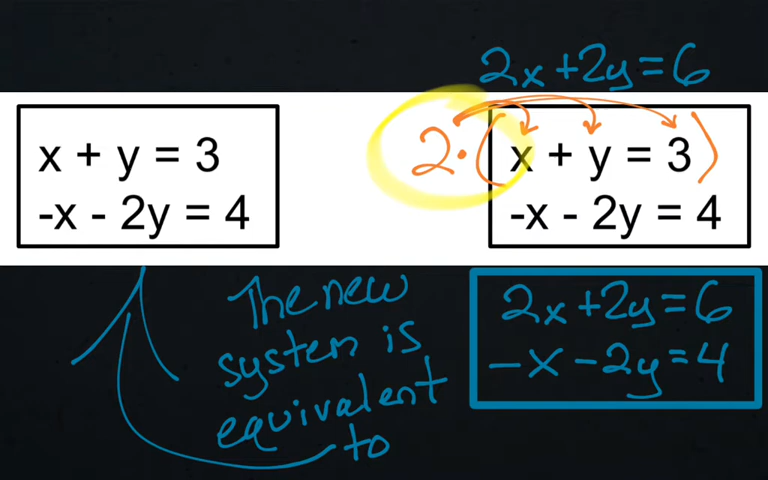 2x+2y=6
x + y = 3
-x - 2y = 4
2·(x + y = 3)
-x - 2y = 4
The new
system is
equivalent
to
2x+2y=6
-x-2y=4